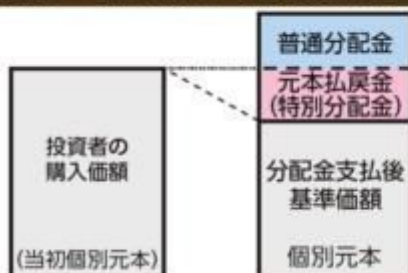 普通分配金
元本払戻金
(特別分配金)
投資者の
購入価額
(当初個別元本)
分配金支払後
基準価額
個別元本